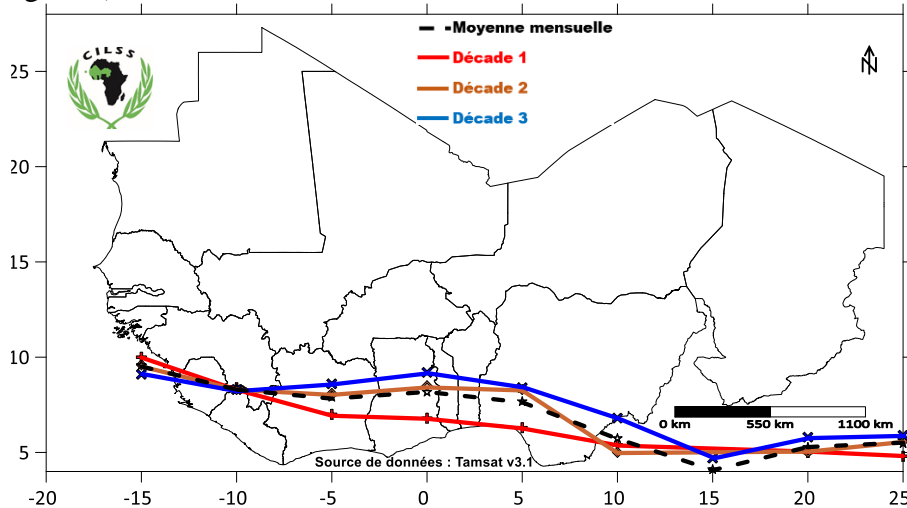 Moyenne mensuelle
CILSS
Décade 1
N
Décade 2
Décade 3
25
20
15
10
5
0 km 550 km 1100 km
Source de données : Tamsat v3.1
-20 -15 -10 -5 0 5 10 15 20 25